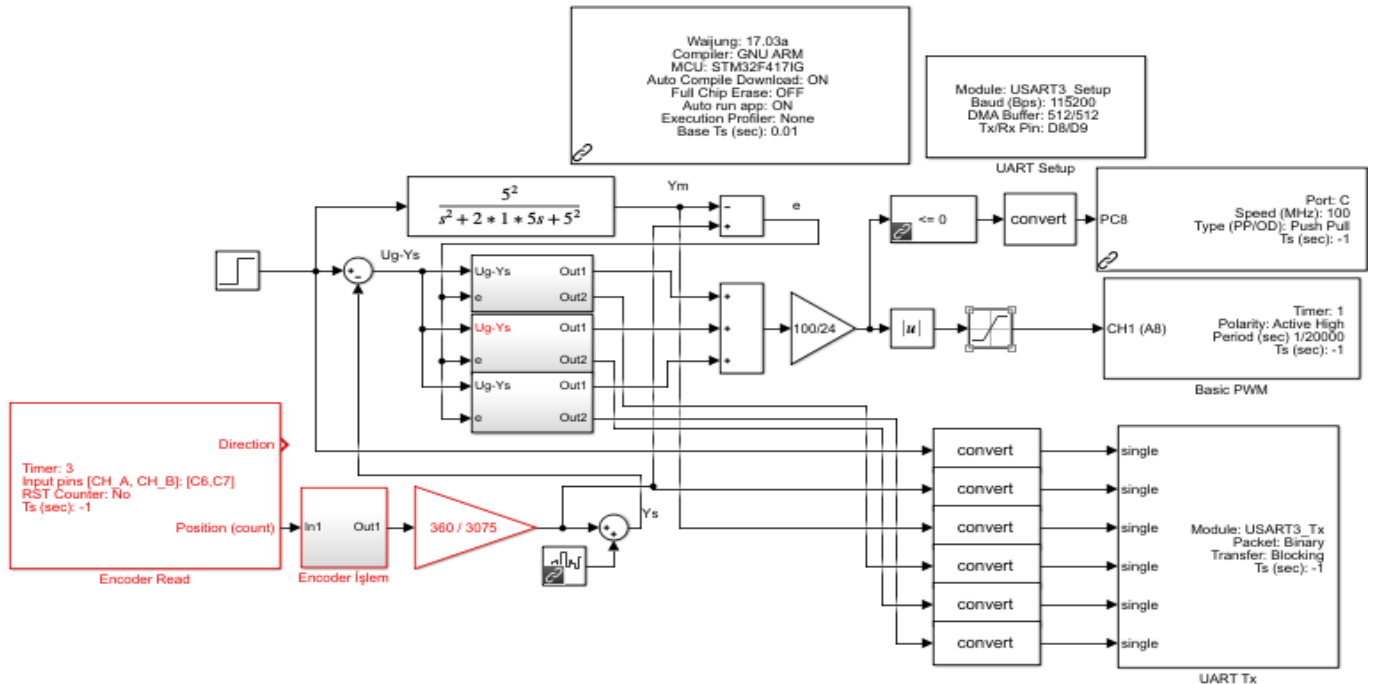 Waijung: 17.03a
Compiler: GNU ARM
MCU: STM32F417IG
Auto Compile Download: ON
Full Chip Erase: OFF
Auto run app: ON
Execution Profiler: None
Base Ts (sec): 0.01
Module: USART3_Setup
Baud (Bps): 115200
DMA Buffer: 512/512
Tx/Rx Pin: D8/D9
UART Setup
5²
s² + 2 * 1 * 5s + 5²
Ym
−
+
e
<= 0
convert
PC8
Port: C
Speed (MHz): 100
Type (PP/OD): Push Pull
Ts (sec): -1
+
−
Ug-Ys
Ug-Ys
Out1
e
Out2
Ug-Ys
Out1
e
Out2
Ug-Ys
Out1
e
Out2
+
+
+
100/24
|u|
CH1 (A8)
Timer: 1
Polarity: Active High
Period (sec) 1/20000
Ts (sec): -1
Basic PWM
Direction
Timer: 3
Input pins [CH_A, CH_B]: [C6,C7]
RST Counter: No
Ts (sec): -1
Position (count)
Encoder Read
In1
Out1
Encoder İşlem
360 / 3075
+
+
Ys
convert
convert
convert
convert
convert
convert
single
single
single
single
single
single
Module: USART3_Tx
Packet: Binary
Transfer: Blocking
Ts (sec): -1
UART Tx